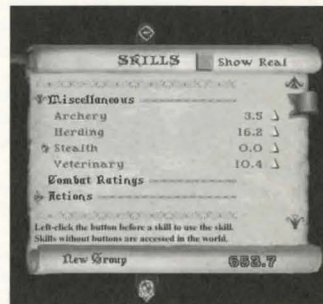 SKILLS Show Real
Miscellaneous
Archery 3.5
Herding 16.2
Stealth 0.0
Veterinary 10.4
Combat Ratings
Actions
Left-click the button before a skill to use the skill.
Skills without buttons are accessed in the world.
New Group 653.7